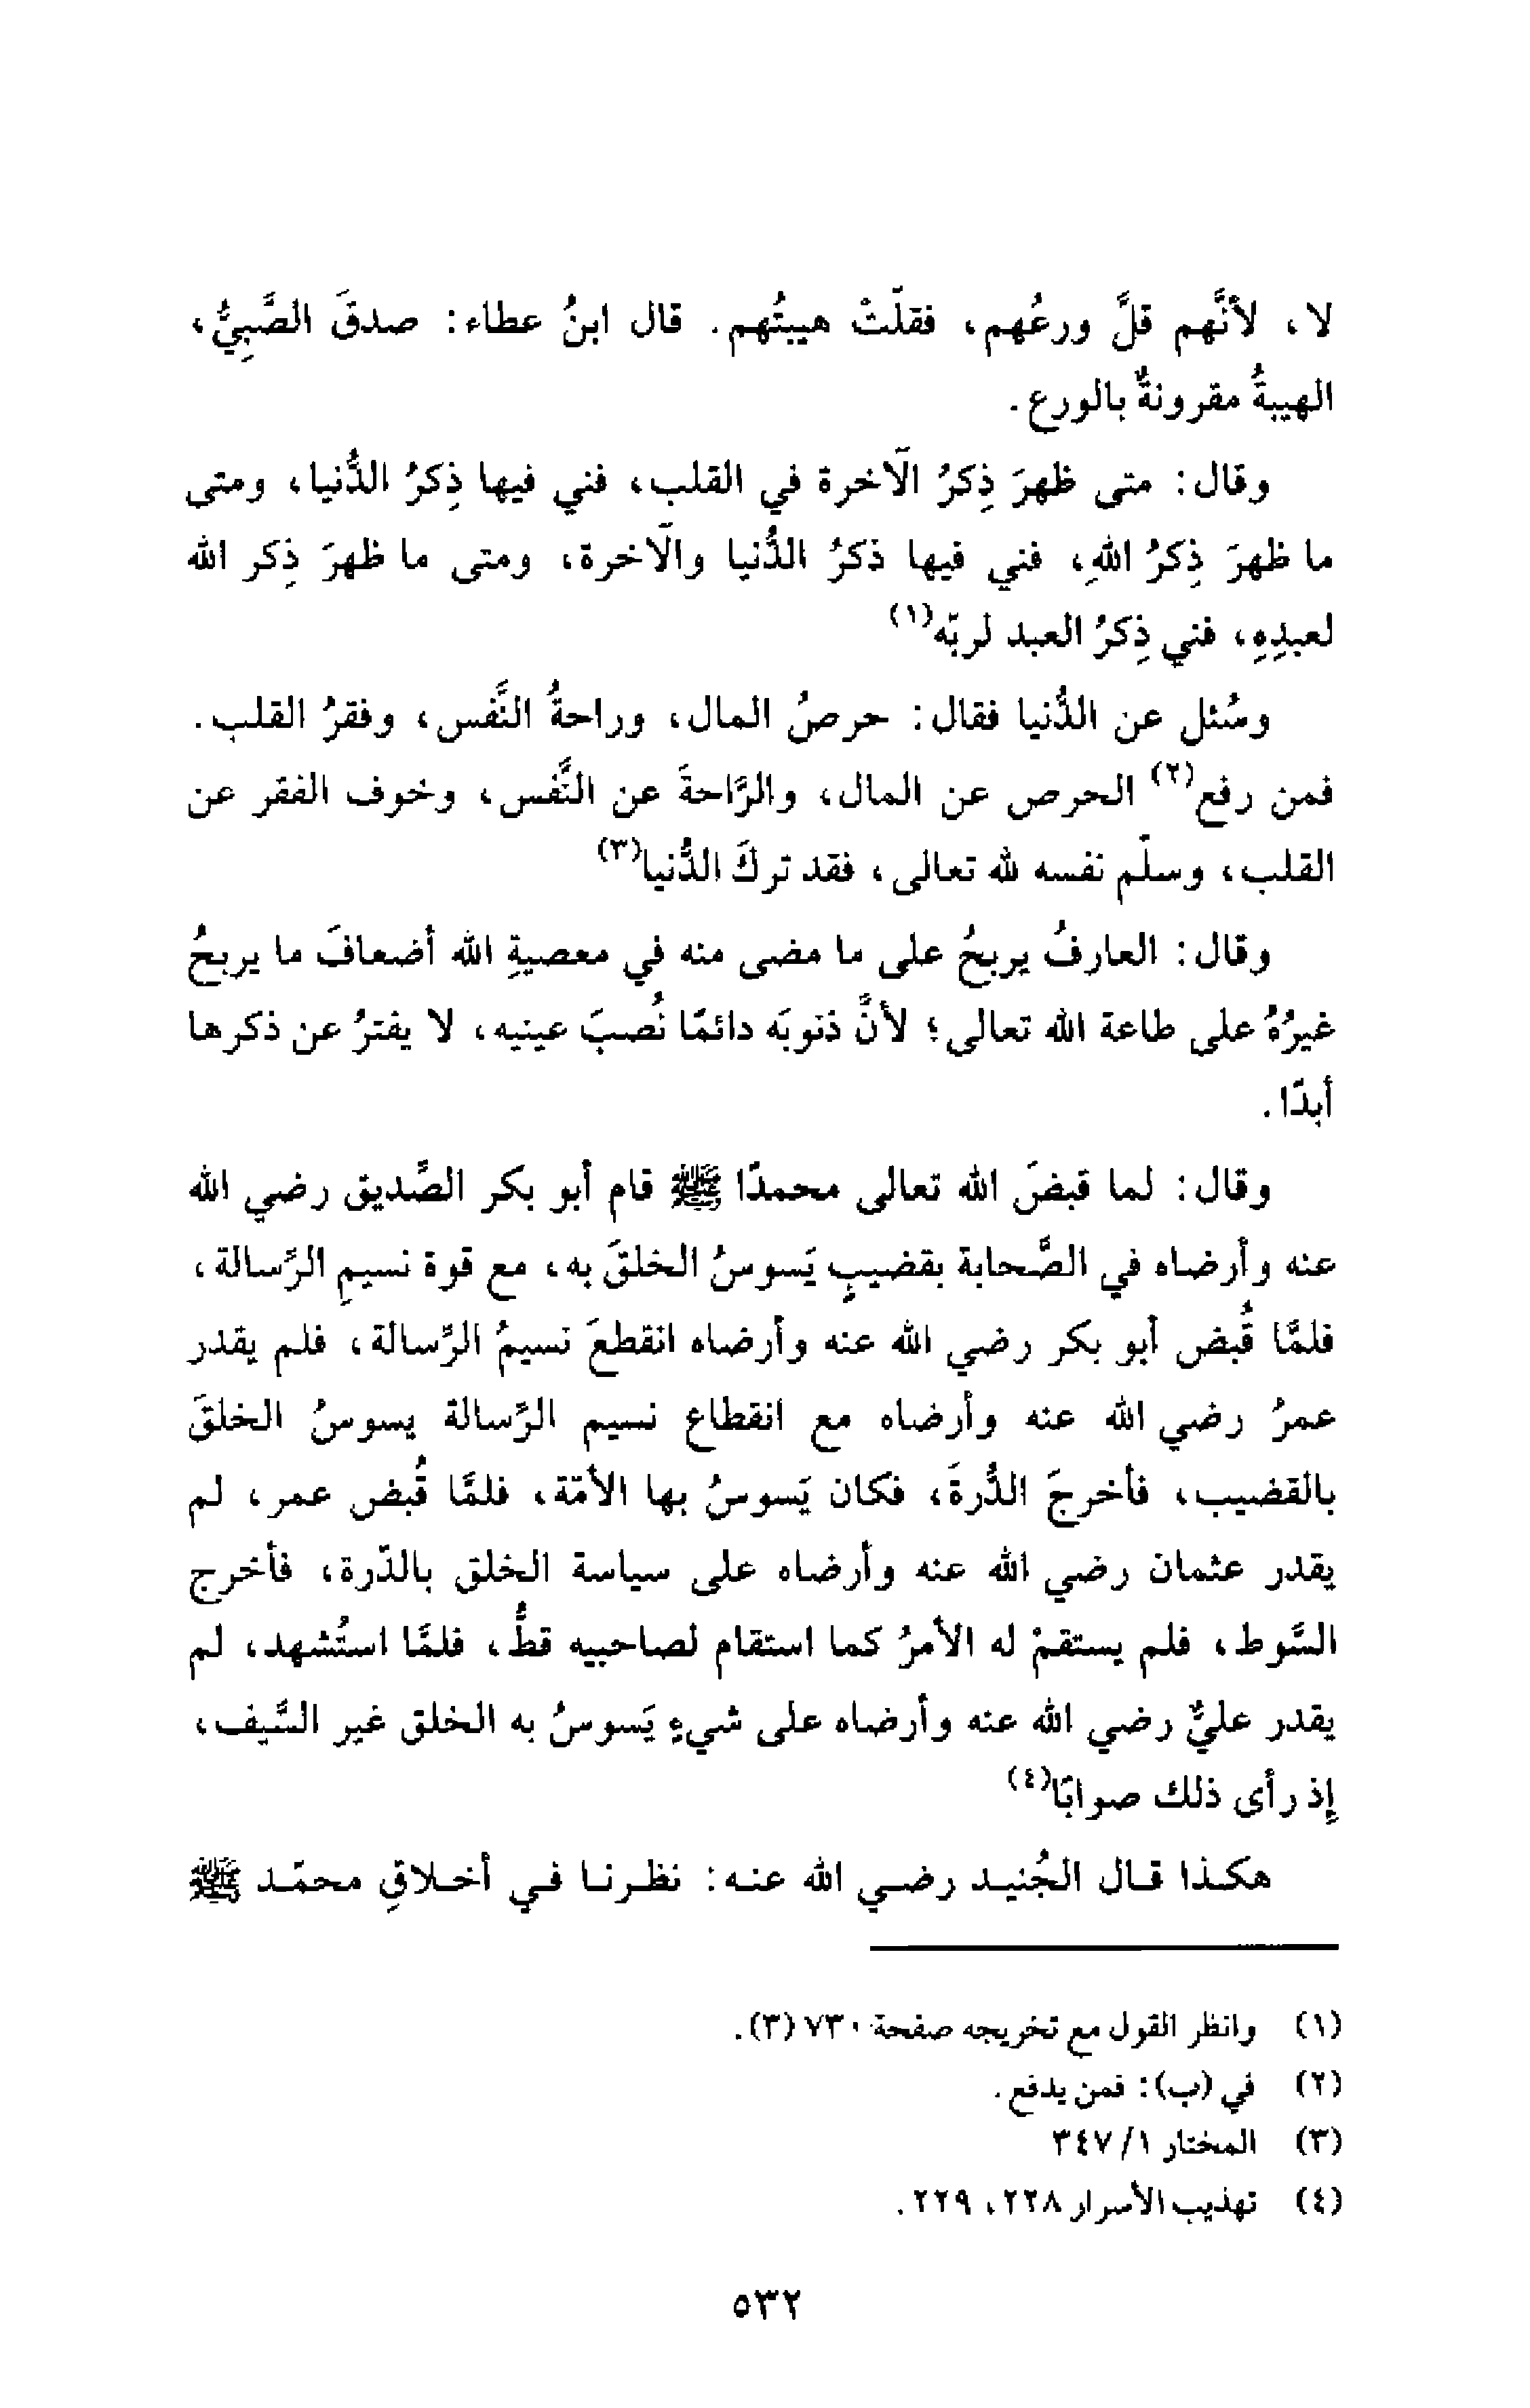 لا، لأنَّهم قلَّ ورعُهم، فقلَّتْ هيبتُهم. قال ابنُ عطاء: صدقَ الصَّبِيُّ،
الهيبةُ مقرونةٌ بالورع.
وقال: متى ظهرَ ذِكرُ الآخرة في القلب، فني فيها ذِكرُ الدُّنيا، ومتى
ما ظهرَ ذِكرُ اللهِ، فني فيها ذكرُ الدُّنيا والآخرة، ومتى ما ظهرَ ذِكر الله
لعبدِهِ، فني ذِكرُ العبد لربّه(١)
وسُئل عن الدُّنيا فقال: حرصُ المال، وراحةُ النَّفس، وفقرُ القلب.
فمن رفع(٢) الحرص عن المال، والرَّاحةَ عن النَّفس، وخوف الفقر عن
القلب، وسلَّم نفسه لله تعالى، فقد تركَ الدُّنيا(٣)
وقال: العارفُ يربحُ على ما مضى منه في معصيةِ الله أضعافَ ما يربحُ
غيرُهُ على طاعة الله تعالى؛ لأنَّ ذنوبَه دائمًا نُصبَ عينيه، لا يفترُ عن ذكرها
أبدًا.
وقال: لما قبضَ الله تعالى محمدًا ﷺ قام أبو بكر الصِّديق رضي الله
عنه وأرضاه في الصَّحابة بقضيبٍ يَسوسُ الخلقَ به، مع قوة نسيمِ الرِّسالة،
فلمَّا قُبض أبو بكر رضي الله عنه وأرضاه انقطعَ نسيمُ الرِّسالة، فلم يقدر
عمرُ رضي الله عنه وأرضاه مع انقطاع نسيم الرِّسالة يسوسُ الخلقَ
بالقضيب، فأخرجَ الدُّرةَ، فكان يَسوسُ بها الأمّة، فلمَّا قُبض عمر، لم
يقدر عثمان رضي الله عنه وأرضاه على سياسة الخلق بالدّرة، فأخرج
السَّوط، فلم يستقمْ له الأمرُ كما استقام لصاحبيه قطُّ، فلمَّا استُشهد، لم
يقدر عليٌّ رضي الله عنه وأرضاه على شيءٍ يَسوسُ به الخلق غير السَّيف،
إذ رأى ذلك صوابًا(٤)
هكذا قال الجُنيد رضي الله عنه: نظرنا في أخلاقِ محمّد ﷺ
(١) وانظر القول مع تخريجه صفحة ٧٣٠ (٣).
(٢) في (ب): فمن يدفع.
(٣) المختار ١/ ٣٤٧
(٤) تهذيب الأسرار ٢٢٨، ٢٢٩.
٥٣٢